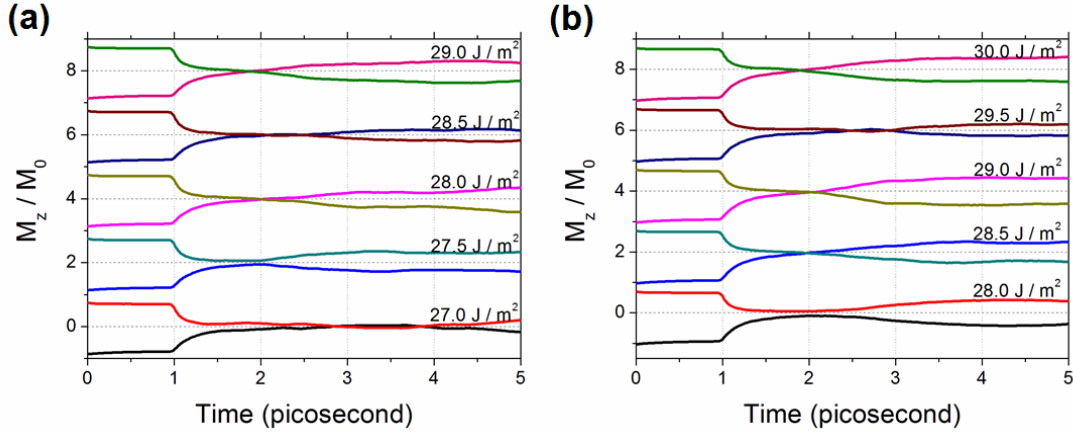 (a)
29.0 J / m²
28.5 J / m²
28.0 J / m²
27.5 J / m²
27.0 J / m²
8
6
4
2
0
M_z / M_0
0 1 2 3 4 5
Time (picosecond)
(b)
30.0 J / m²
29.5 J / m²
29.0 J / m²
28.5 J / m²
28.0 J / m²
8
6
4
2
0
M_z / M_0
0 1 2 3 4 5
Time (picosecond)